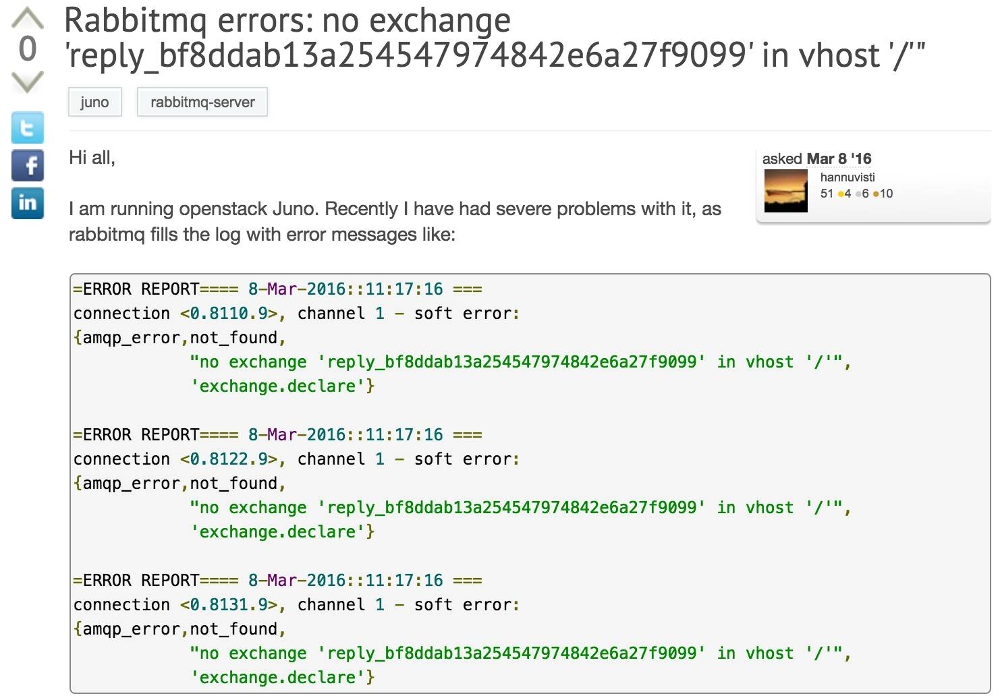 Rabbitmq errors: no exchange
'reply_bf8ddab13a254547974842e6a27f9099' in vhost '/'"
0
juno rabbitmq-server
t
f
in
Hi all,
asked Mar 8 '16
hannuvisti
51 ●4 ●6 ●10
I am running openstack Juno. Recently I have had severe problems with it, as
rabbitmq fills the log with error messages like:
=ERROR REPORT==== 8-Mar-2016::11:17:16 ===
connection <0.8110.9>, channel 1 - soft error:
{amqp_error,not_found,
"no exchange 'reply_bf8ddab13a254547974842e6a27f9099' in vhost '/'",
'exchange.declare'}
=ERROR REPORT==== 8-Mar-2016::11:17:16 ===
connection <0.8122.9>, channel 1 - soft error:
{amqp_error,not_found,
"no exchange 'reply_bf8ddab13a254547974842e6a27f9099' in vhost '/'",
'exchange.declare'}
=ERROR REPORT==== 8-Mar-2016::11:17:16 ===
connection <0.8131.9>, channel 1 - soft error:
{amqp_error,not_found,
"no exchange 'reply_bf8ddab13a254547974842e6a27f9099' in vhost '/'",
'exchange.declare'}